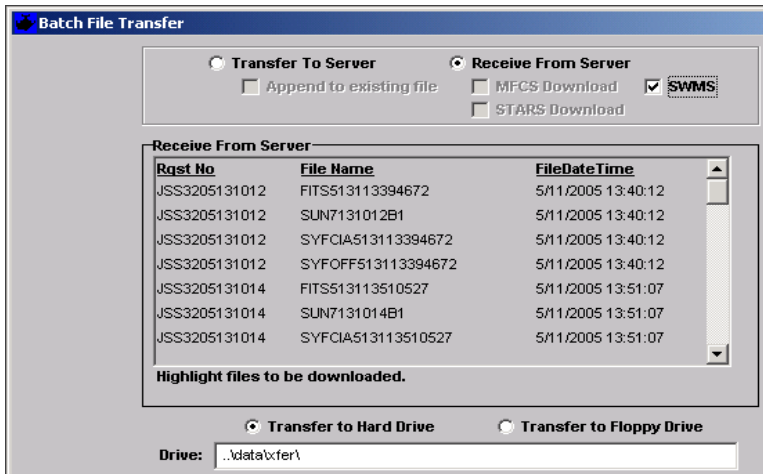 Batch File Transfer
Transfer To Server Receive From Server
Append to existing file MFCS Download SWMS
STARS Download
Receive From Server
Rqst No File Name FileDateTime
JSS3205131012 FITS513113394672 5/11/2005 13:40:12
JSS3205131012 SUN7131012B1 5/11/2005 13:40:12
JSS3205131012 SYFCIA513113394672 5/11/2005 13:40:12
JSS3205131012 SYFOFF513113394672 5/11/2005 13:40:12
JSS3205131014 FITS513113510527 5/11/2005 13:51:07
JSS3205131014 SUN7131014B1 5/11/2005 13:51:07
JSS3205131014 SYFCIA513113510527 5/11/2005 13:51:07
Highlight files to be downloaded.
Transfer to Hard Drive Transfer to Floppy Drive
Drive: ..\data\xfer\